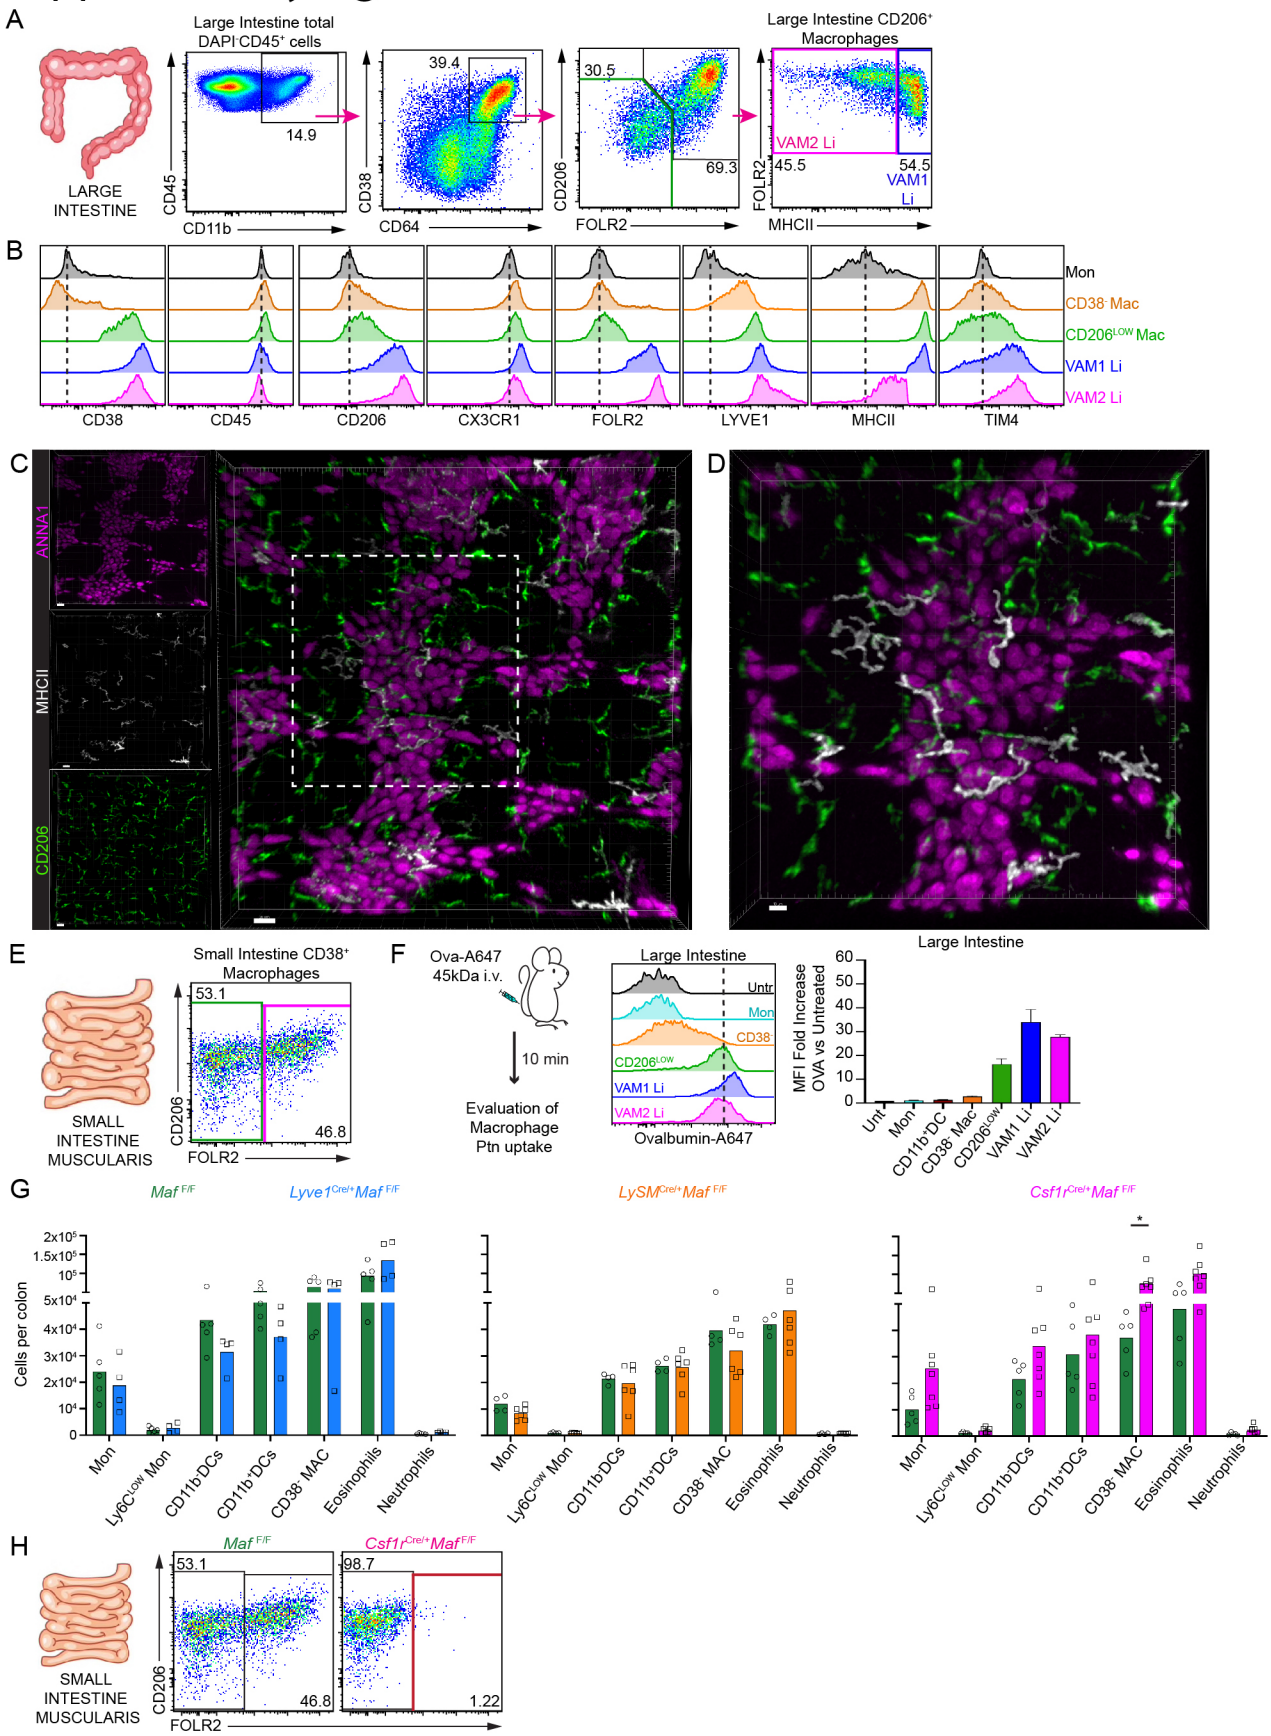 A
Large Intestine total
DAPI⁻CD45⁺ cells
Large Intestine CD206⁺
Macrophages
LARGE
INTESTINE
CD45
14.9
CD11b
39.4
CD38
CD64
30.5
69.3
CD206
FOLR2
VAM2 Li
45.5
54.5
VAM1
Li
FOLR2
MHCII
B
Mon
CD38⁻ Mac
CD206ᴸᴼᵂ Mac
VAM1 Li
VAM2 Li
CD38
CD45
CD206
CX3CR1
FOLR2
LYVE1
MHCII
TIM4
C
ANNA1
MHCII
CD206
D
E
Small Intestine CD38⁺
Macrophages
53.1
46.8
CD206
FOLR2
SMALL
INTESTINE
MUSCULARIS
F
Ova-A647
45kDa i.v.
10 min
Evaluation of
Macrophage
Ptn uptake
Large Intestine
Untr
Mon
CD38⁻
CD206ᴸᴼᵂ
VAM1 Li
VAM2 Li
Ovalbumin-A647
Large Intestine
MFI Fold Increase
OVA vs Untreated
60
50
40
30
20
10
0
Unt
Mon
CD11b⁺DC
CD38⁻ Mac
CD206ᴸᴼᵂ
VAM1 Li
VAM2 Li
G
Maf F/F
Lyve1Cre/+Maf F/F
LySMCre/+Maf F/F
Csf1rCre/+Maf F/F
Cells per colon
2x10⁵
1.5x10⁵
10⁵
5x10⁴
4x10⁴
3x10⁴
2x10⁴
10⁴
0
*
Mon
Ly6Cᴸᴼᵂ Mon
CD11b⁻DCs
CD11b⁺DCs
CD38⁻ MAC
Eosinophils
Neutrophils
Mon
Ly6Cᴸᴼᵂ Mon
CD11b⁻DCs
CD11b⁺DCs
CD38⁻ MAC
Eosinophils
Neutrophils
Mon
Ly6Cᴸᴼᵂ Mon
CD11b⁻DCs
CD11b⁺DCs
CD38⁻ MAC
Eosinophils
Neutrophils
H
Maf F/F
Csf1rCre/+Maf F/F
53.1
46.8
98.7
1.22
CD206
FOLR2
SMALL
INTESTINE
MUSCULARIS